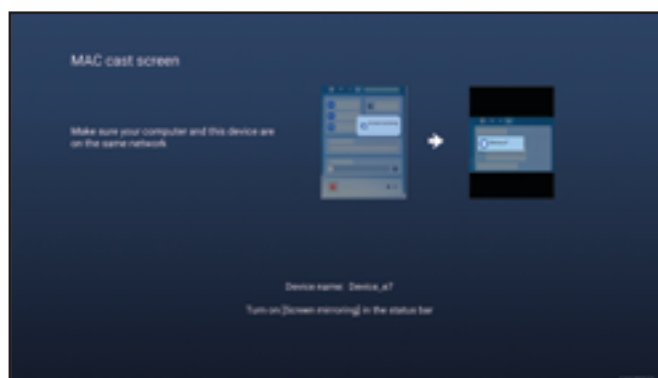 MAC cast screen
Make sure your computer and this device are
on the same network
Device name: Device_e7
Turn on [Screen mirroring] in the status bar